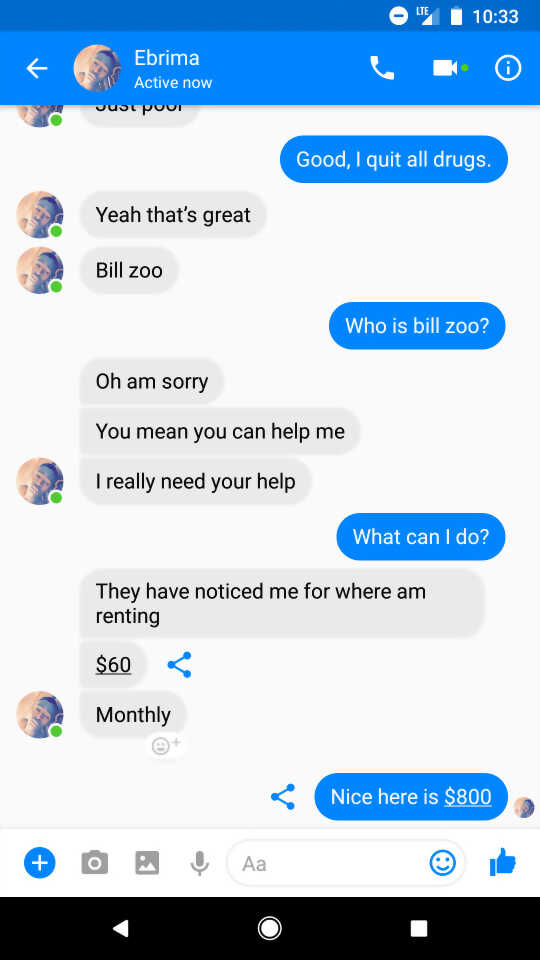 LTE 10:33
Ebrima
Active now
Just poor
Good, I quit all drugs.
Yeah that's great
Bill zoo
Who is bill zoo?
Oh am sorry
You mean you can help me
I really need your help
What can I do?
They have noticed me for where am
renting
$60
Monthly
Nice here is $800
Aa